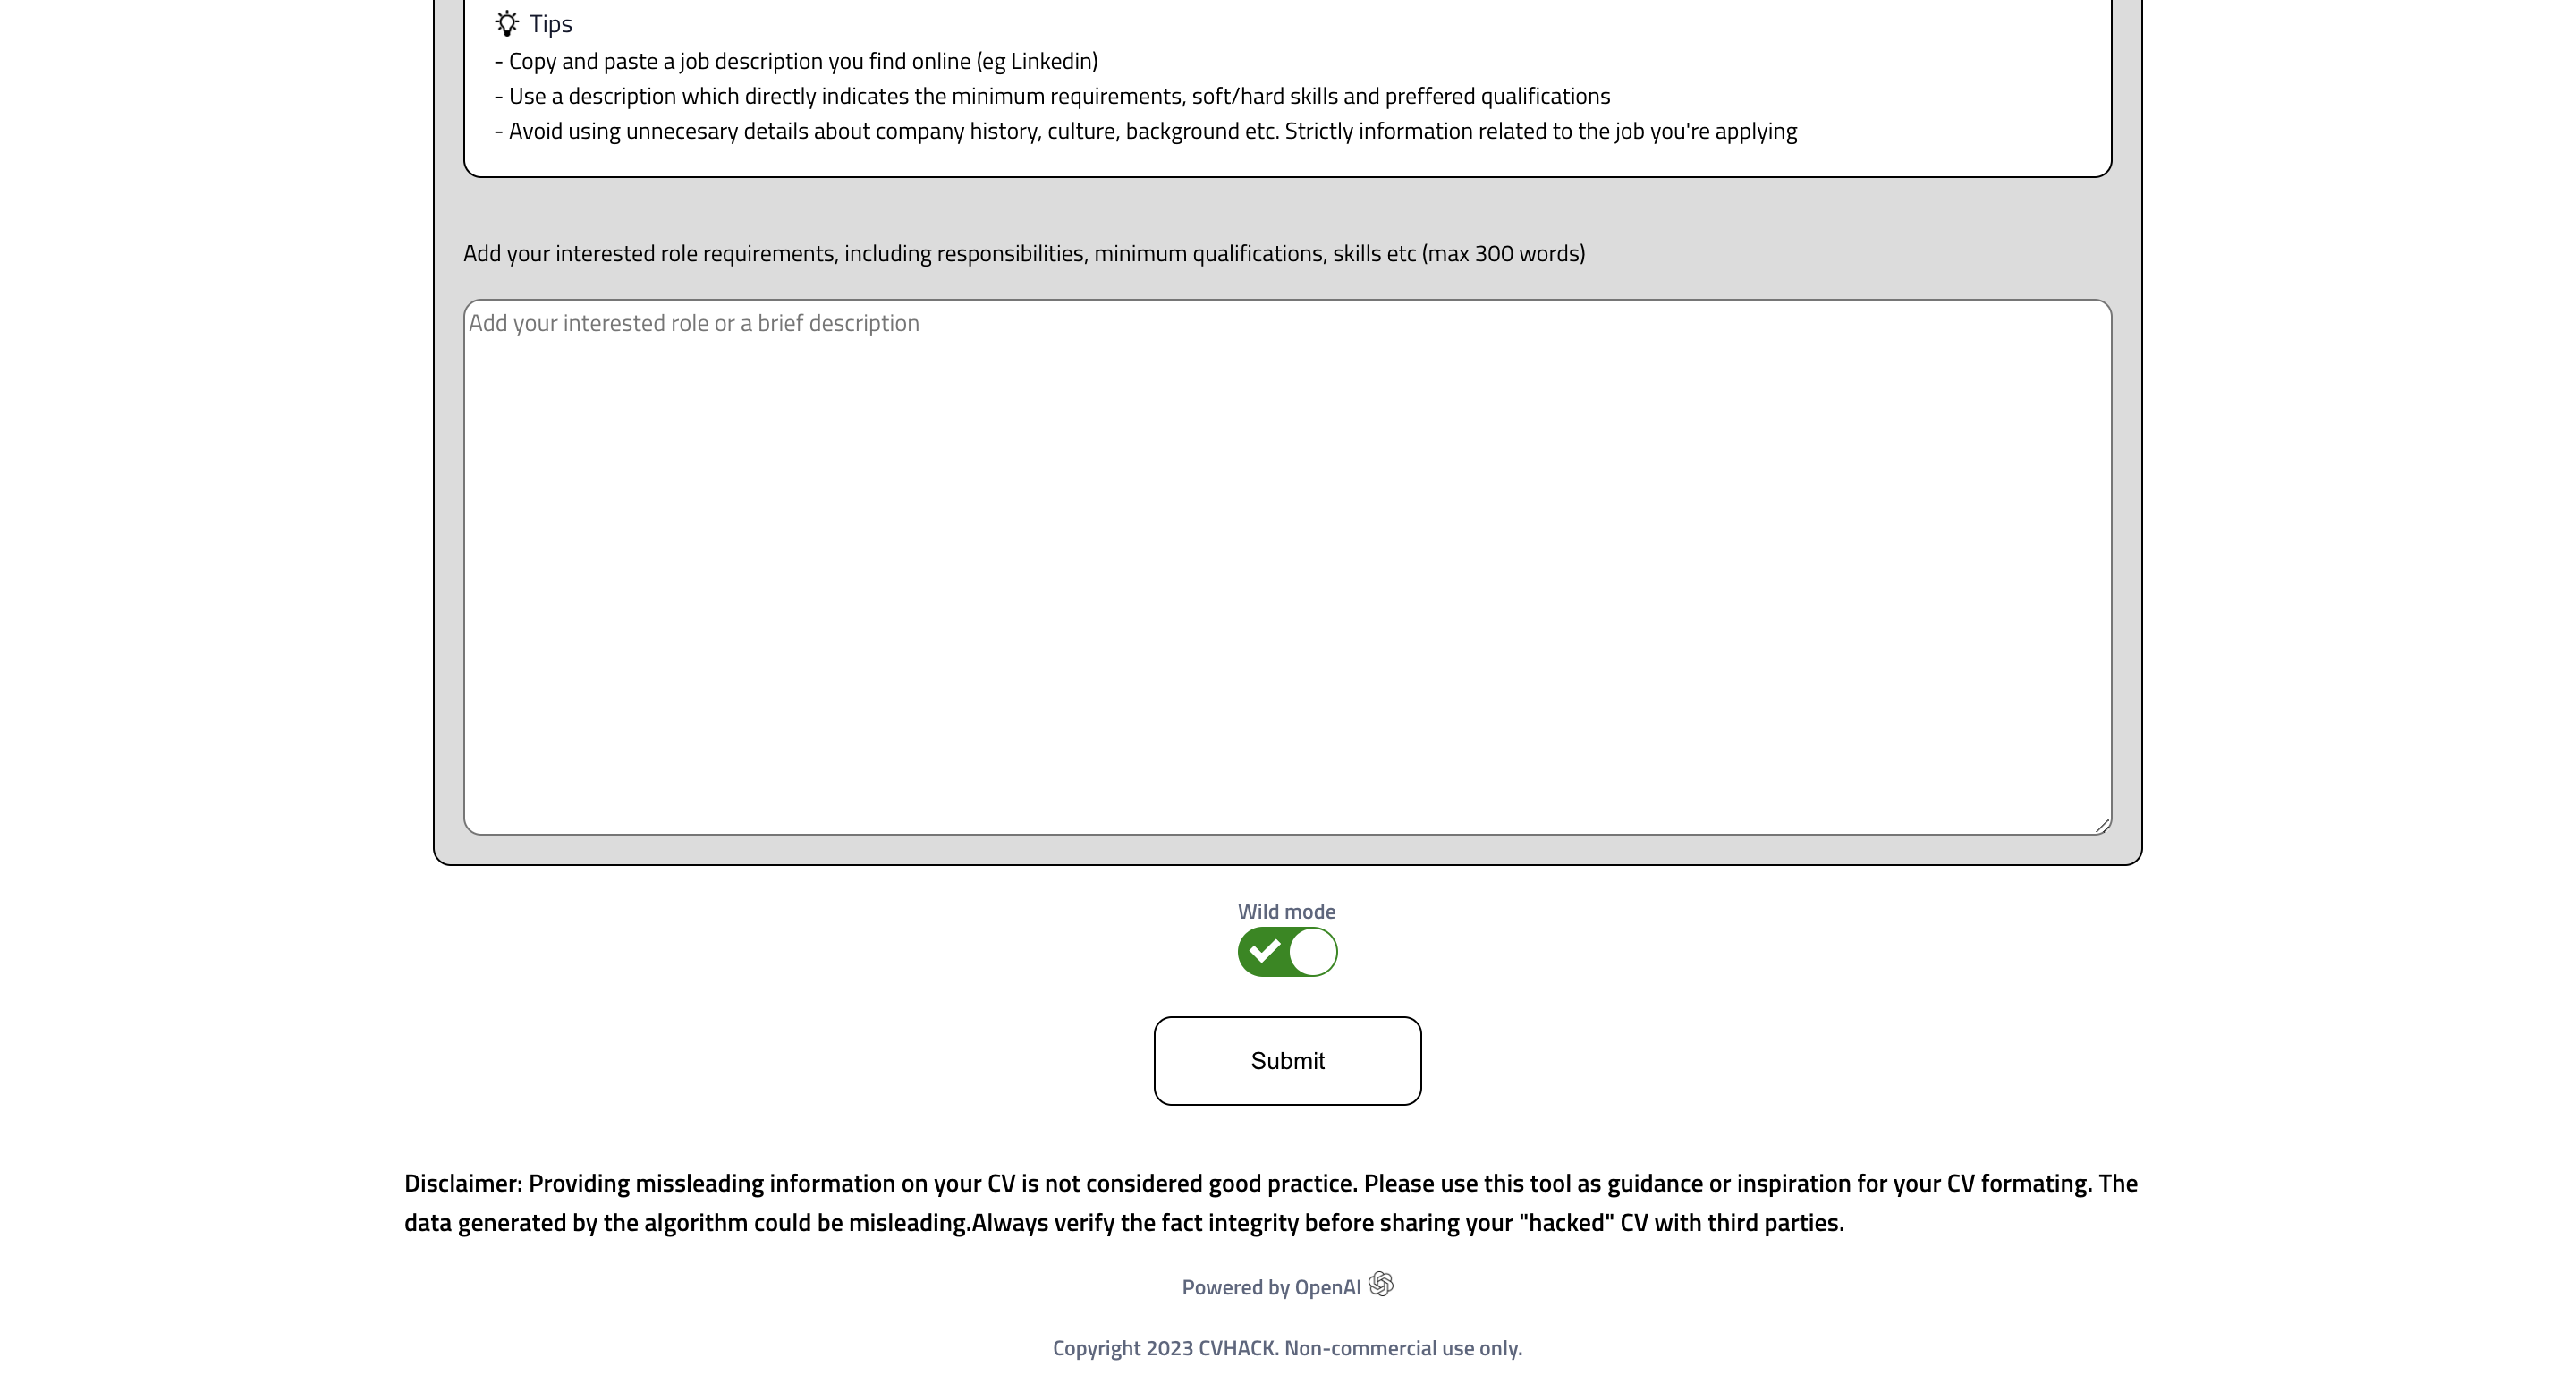 Tips
- Copy and paste a job description you find online (eg Linkedin)
- Use a description which directly indicates the minimum requirements, soft/hard skills and preffered qualifications
- Avoid using unnecesary details about company history, culture, background etc. Strictly information related to the job you're applying
Add your interested role requirements, including responsibilities, minimum qualifications, skills etc (max 300 words)
Add your interested role or a brief description
Wild mode
Submit
Disclaimer: Providing missleading information on your CV is not considered good practice. Please use this tool as guidance or inspiration for your CV formating. The
data generated by the algorithm could be misleading.Always verify the fact integrity before sharing your "hacked" CV with third parties.
Powered by OpenAI
Copyright 2023 CVHACK. Non-commercial use only.